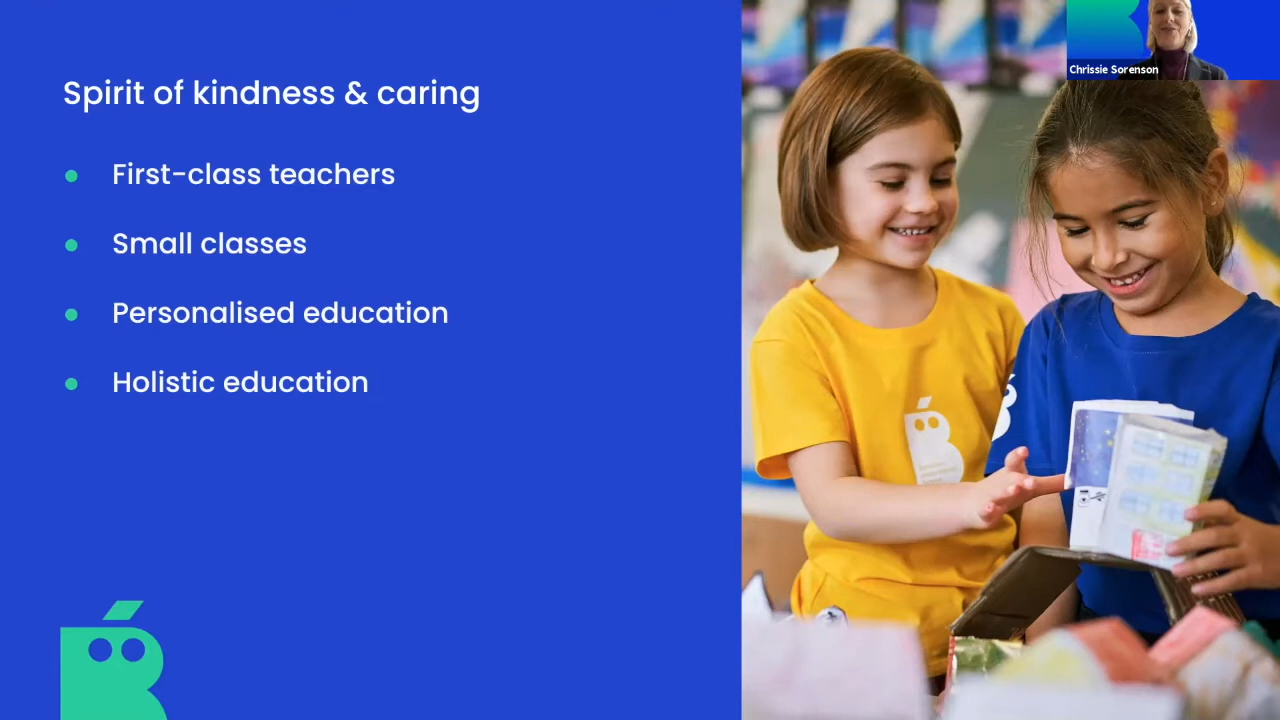 Chrissie Sorenson
Spirit of kindness & caring
First-class teachers
Small classes
Personalised education
Holistic education